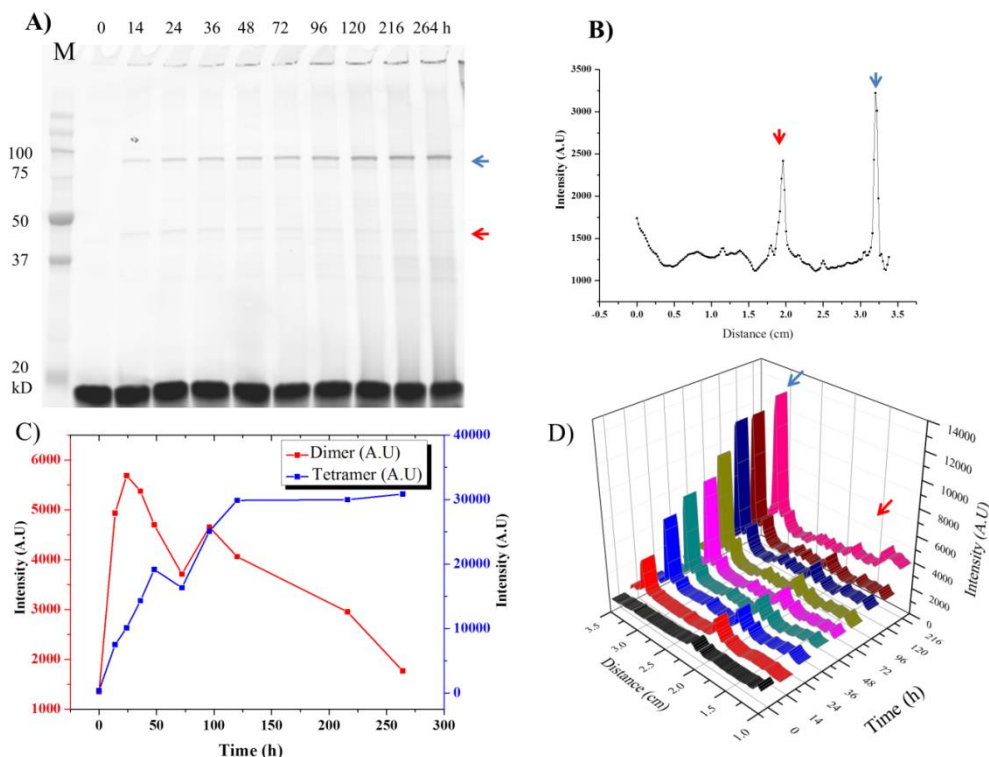 A)
0 14 24 36 48 72 96 120 216 264 h
M
100
75
50
37
20
kD
B)
3500
3000
2500
2000
1500
1000
Intensity (A.U)
-0.5 0.0 0.5 1.0 1.5 2.0 2.5 3.0 3.5 4.0
Distance (cm)
C)
6000
5000
4000
3000
2000
1000
Intensity (A.U)
Dimer (A.U)
Tetramer (A.U)
40000
30000
20000
10000
0
Intensity (A.U)
0 50 100 150 200 250 300
Time (h)
D)
14000
12000
10000
8000
6000
4000
2000
0
Intensity (A.U)
3.5 3.0 2.5 2.0 1.5 1.0
Distance (cm)
0 14 24 36 48 72 96 120 216
Time (h)